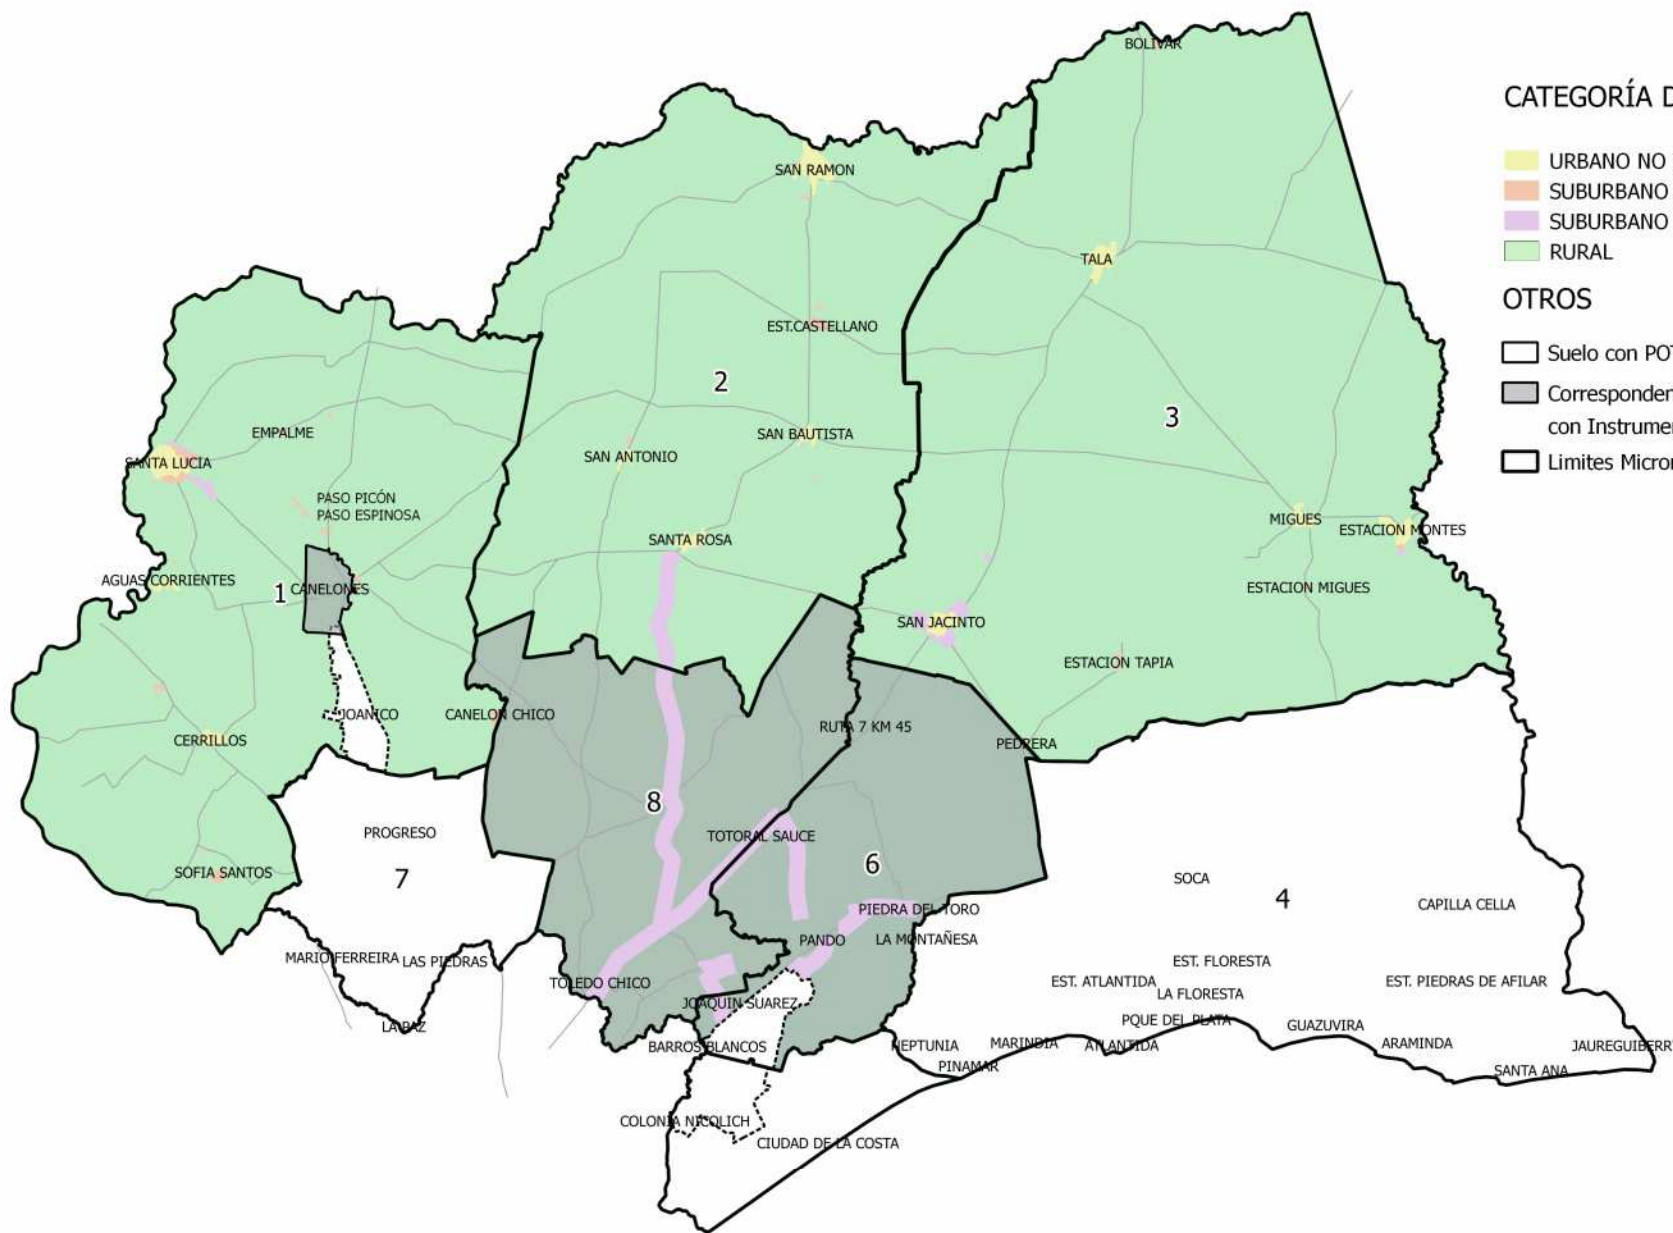 BOLIVAR
CATEGORÍA D
URBANO NO
SUBURBANO
SUBURBANO
RURAL
OTROS
Suelo con POT
Corresponden
con Instrumen
Limites Micror
SAN RAMON
TALA
EST.CASTELLANO
2
3
EMPALME
SAN BAUTISTA
SANTA LUCIA
SAN ANTONIO
PASO PICÓN
PASO ESPINOSA
MIGUES
ESTACION MONTES
SANTA ROSA
AGUAS CORRIENTES
1
CANELONES
ESTACION MIGUES
SAN JACINTO
ESTACION TAPIA
JOANICO
CANELON CHICO
RUTA 7 KM 45
CERRILLOS
PEDRERA
8
PROGRESO
TOTORAL SAUCE
SOFIA SANTOS
7
6
SOCA
4
CAPILLA CELLA
PIEDRA DEL TORO
PANDO
LA MONTAÑESA
MARIO FERREIRA
LAS PIEDRAS
EST. FLORESTA
TOLEDO CHICO
EST. ATLANTIDA
EST. PIEDRAS DE AFILAR
JOAQUIN SUAREZ
LA FLORESTA
LA PAZ
PQUE DEL PLATA
GUAZUVIRA
BARROS BLANCOS
NEPTUNIA
MARINDIA
ATLANTIDA
ARAMINDA
JAUREGUIBERR
PINAMAR
SANTA ANA
COLONIA NICOLICH
CIUDAD DE LA COSTA